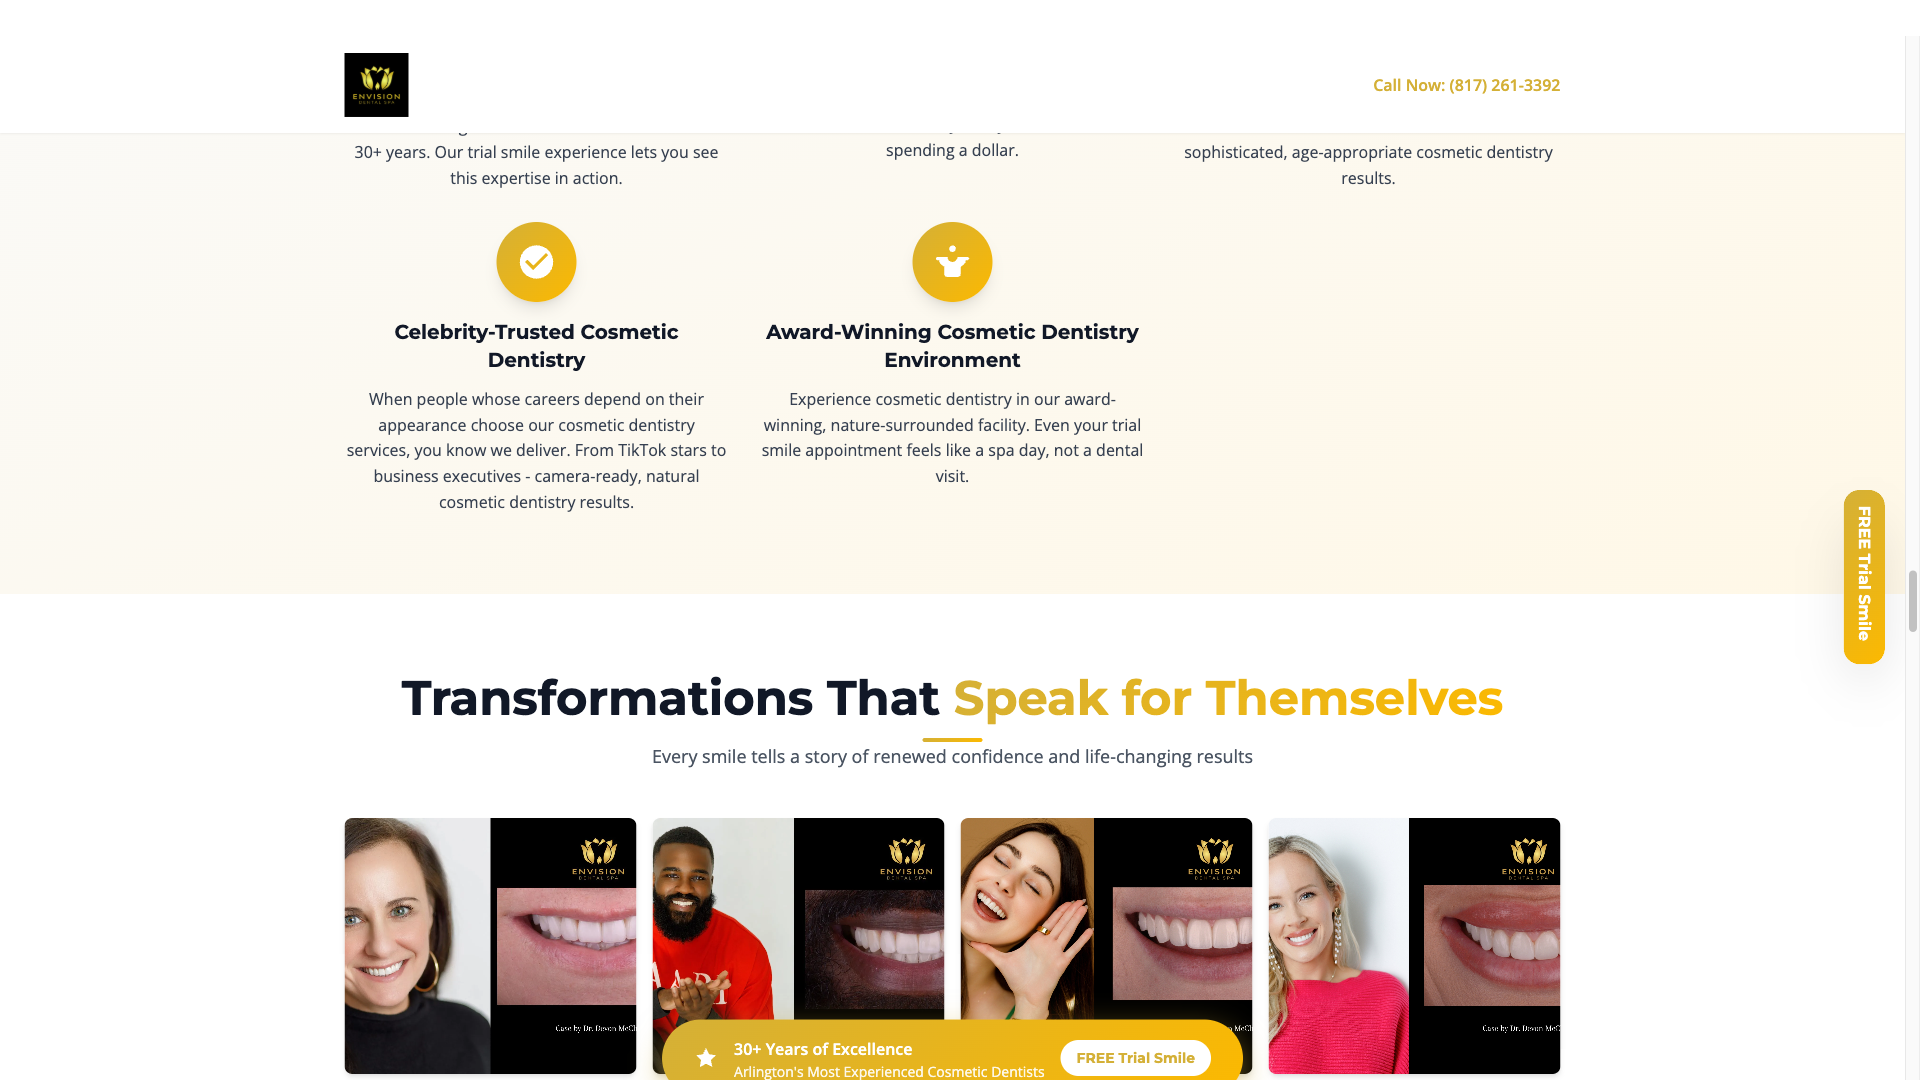 ENVISION
DENTAL SPA
Call Now: (817) 261-3392
30+ years. Our trial smile experience lets you see
this expertise in action.
spending a dollar.
sophisticated, age-appropriate cosmetic dentistry
results.
Celebrity-Trusted Cosmetic
Dentistry
When people whose careers depend on their
appearance choose our cosmetic dentistry
services, you know we deliver. From TikTok stars to
business executives - camera-ready, natural
cosmetic dentistry results.
Award-Winning Cosmetic Dentistry
Environment
Experience cosmetic dentistry in our award-
winning, nature-surrounded facility. Even your trial
smile appointment feels like a spa day, not a dental
visit.
FREE Trial Smile
Transformations That Speak for Themselves
Every smile tells a story of renewed confidence and life-changing results
ENVISION
DENTAL SPA
Case by Dr. Devon McCl
ENVISION
DENTAL SPA
ENVISION
DENTAL SPA
ENVISION
DENTAL SPA
Case by Dr. Devon McC
30+ Years of Excellence
Arlington's Most Experienced Cosmetic Dentists
FREE Trial Smile